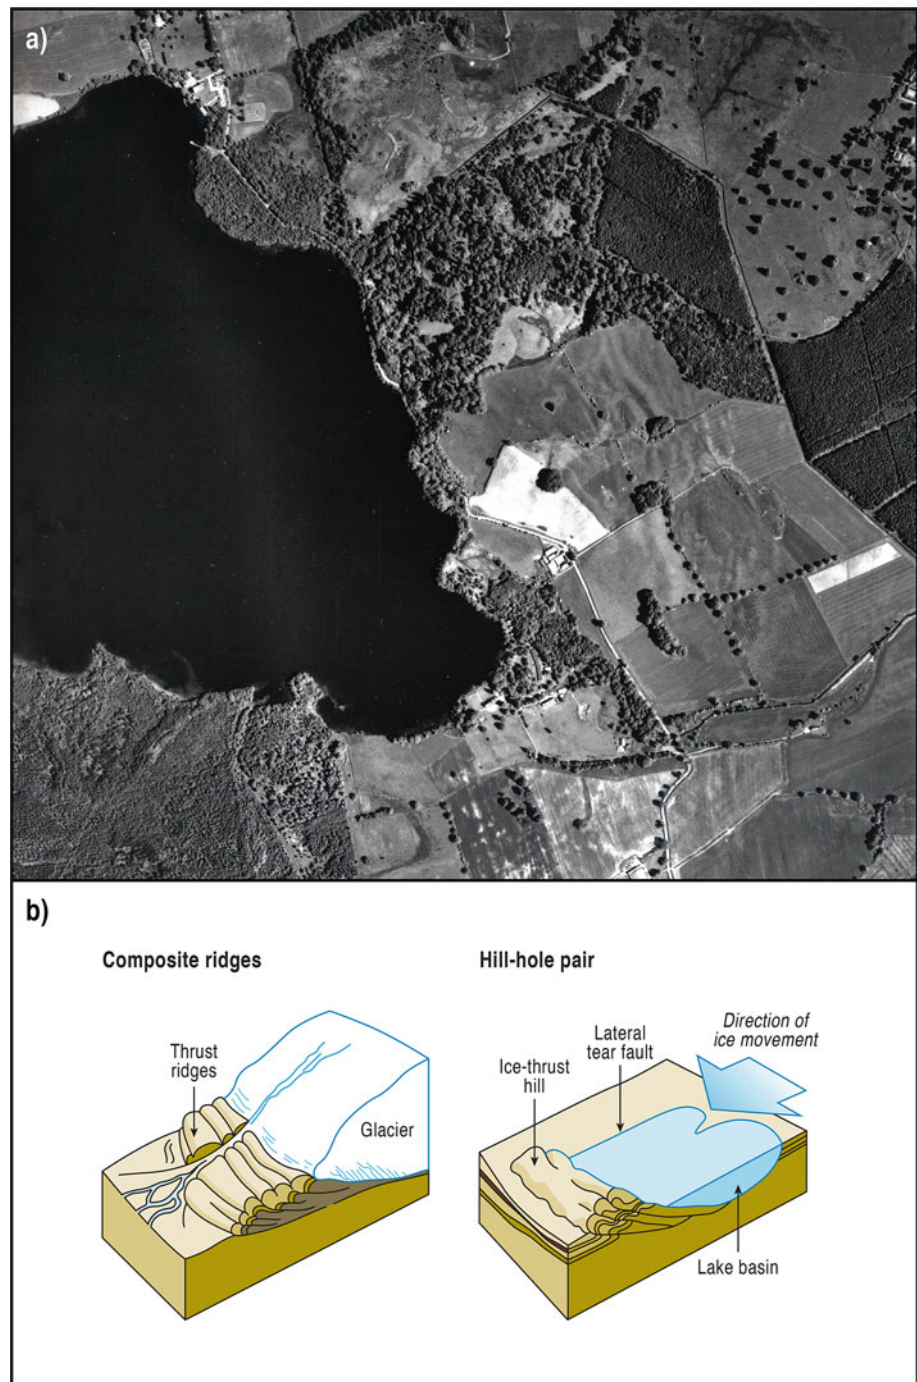 a)
b)
Composite ridges
Thrust
ridges
Glacier
Hill-hole pair
Direction of
ice movement
Lateral
tear fault
Ice-thrust
hill
Lake basin